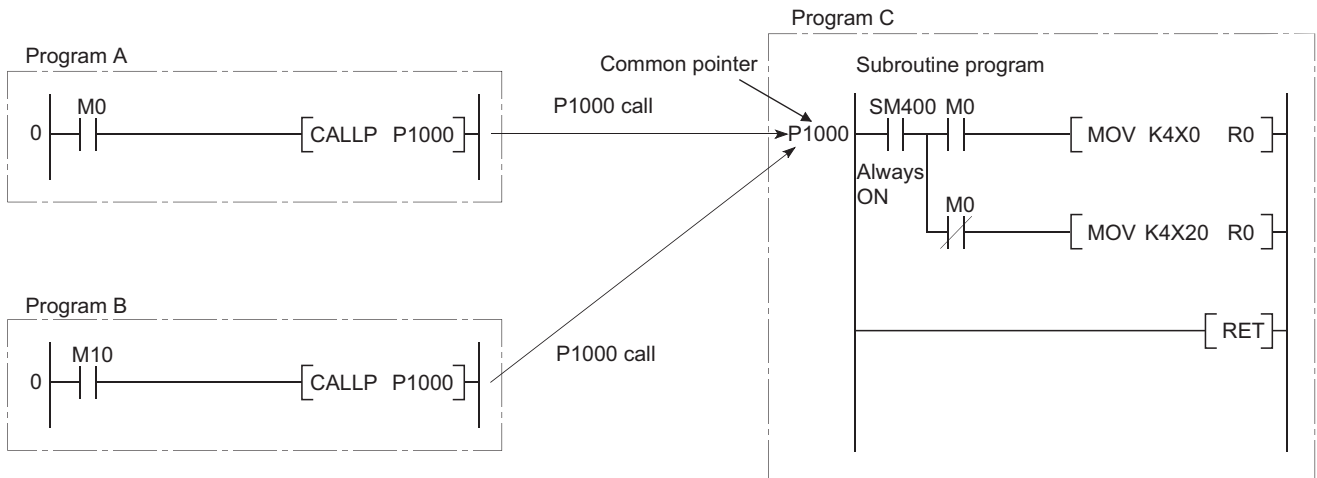 Program C
Program A
Common pointer
Subroutine program
M0
P1000 call
SM400 M0
0
CALLP P1000
P1000
MOV K4X0 R0
Always
ON
M0
MOV K4X20 R0
Program B
RET
M10
P1000 call
0
CALLP P1000